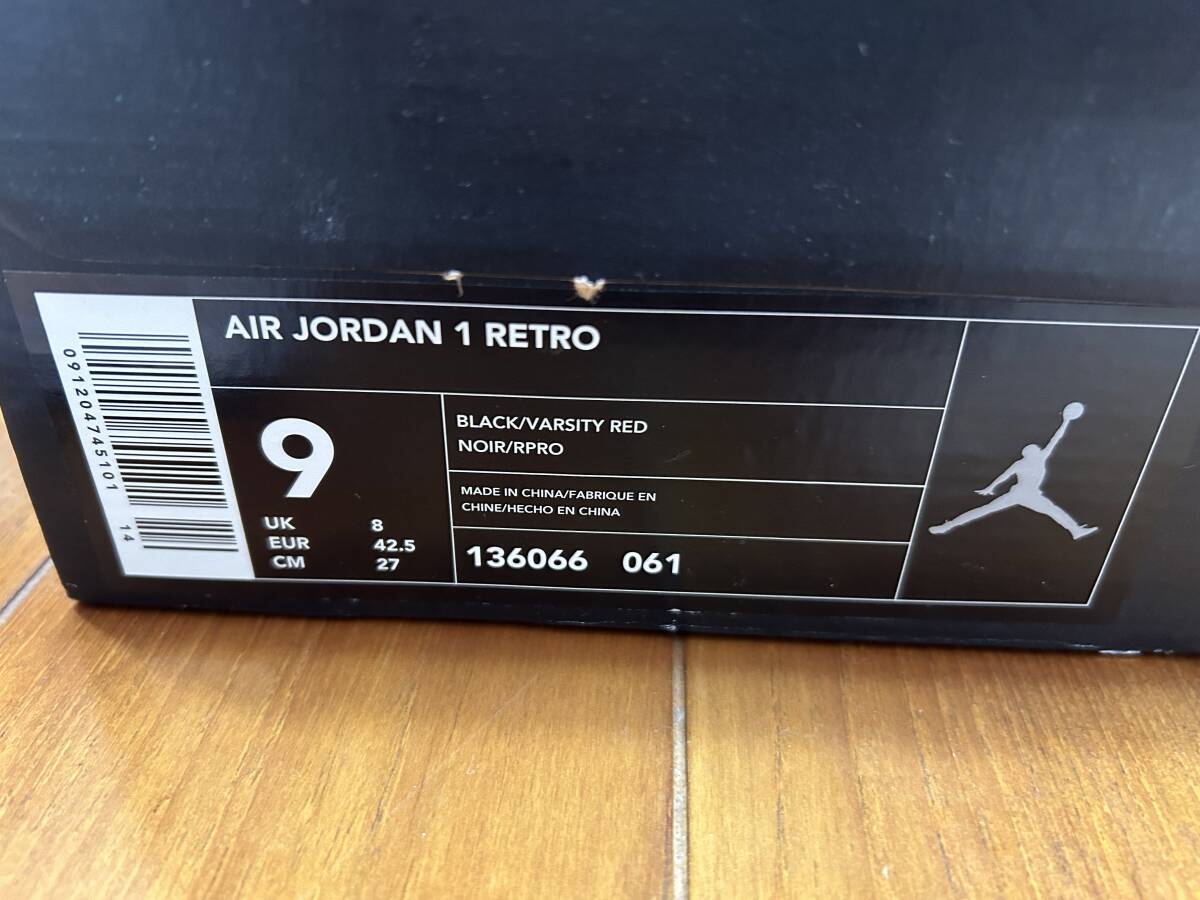 AIR JORDAN 1 RETRO
091204745101
14
9
UK 8
EUR 42.5
CM 27
BLACK/VARSITY RED
NOIR/RPRO
MADE IN CHINA/FABRIQUE EN
CHINE/HECHO EN CHINA
136066 061